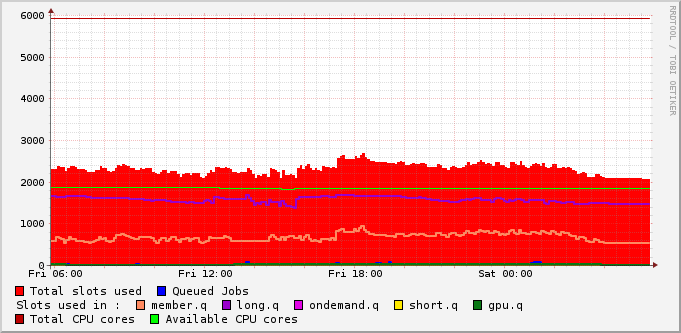 6000
5000
4000
3000
2000
1000
0
Fri 06:00 Fri 12:00 Fri 18:00 Sat 00:00
Total slots used Queued Jobs
Slots used in : member.q long.q ondemand.q short.q gpu.q
Total CPU cores Available CPU cores
RRDTOOL / TOBI OETIKER